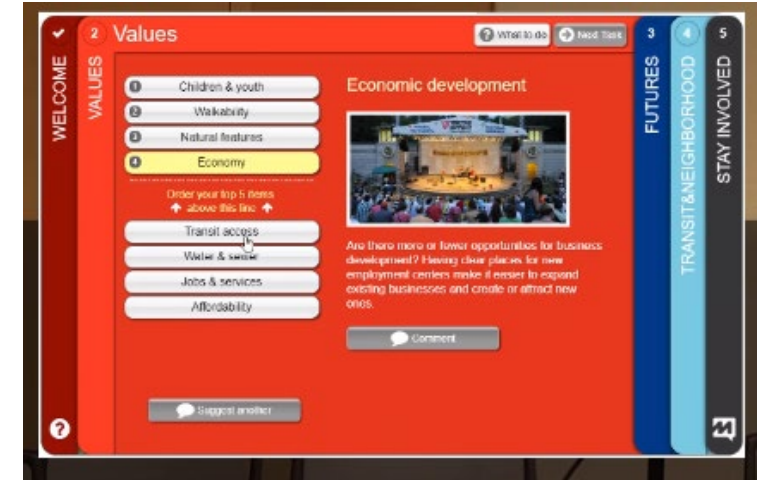 WELCOME
2
VALUES
Values
What to do
Next Task
1 Children & youth
2 Walkability
3 Natural features
4 Economy
Order your top 5 items
above this line
Transit access
Water & sewer
Jobs & services
Affordability
Suggest another
Economic development
Are there more or fewer opportunities for business
development? Having clear places for new
employment centers make it easier to expand
existing businesses and create or attract new
ones.
Comment
3
FUTURES
4
TRANSIT&NEIGHBORHOOD
5
STAY INVOLVED
?